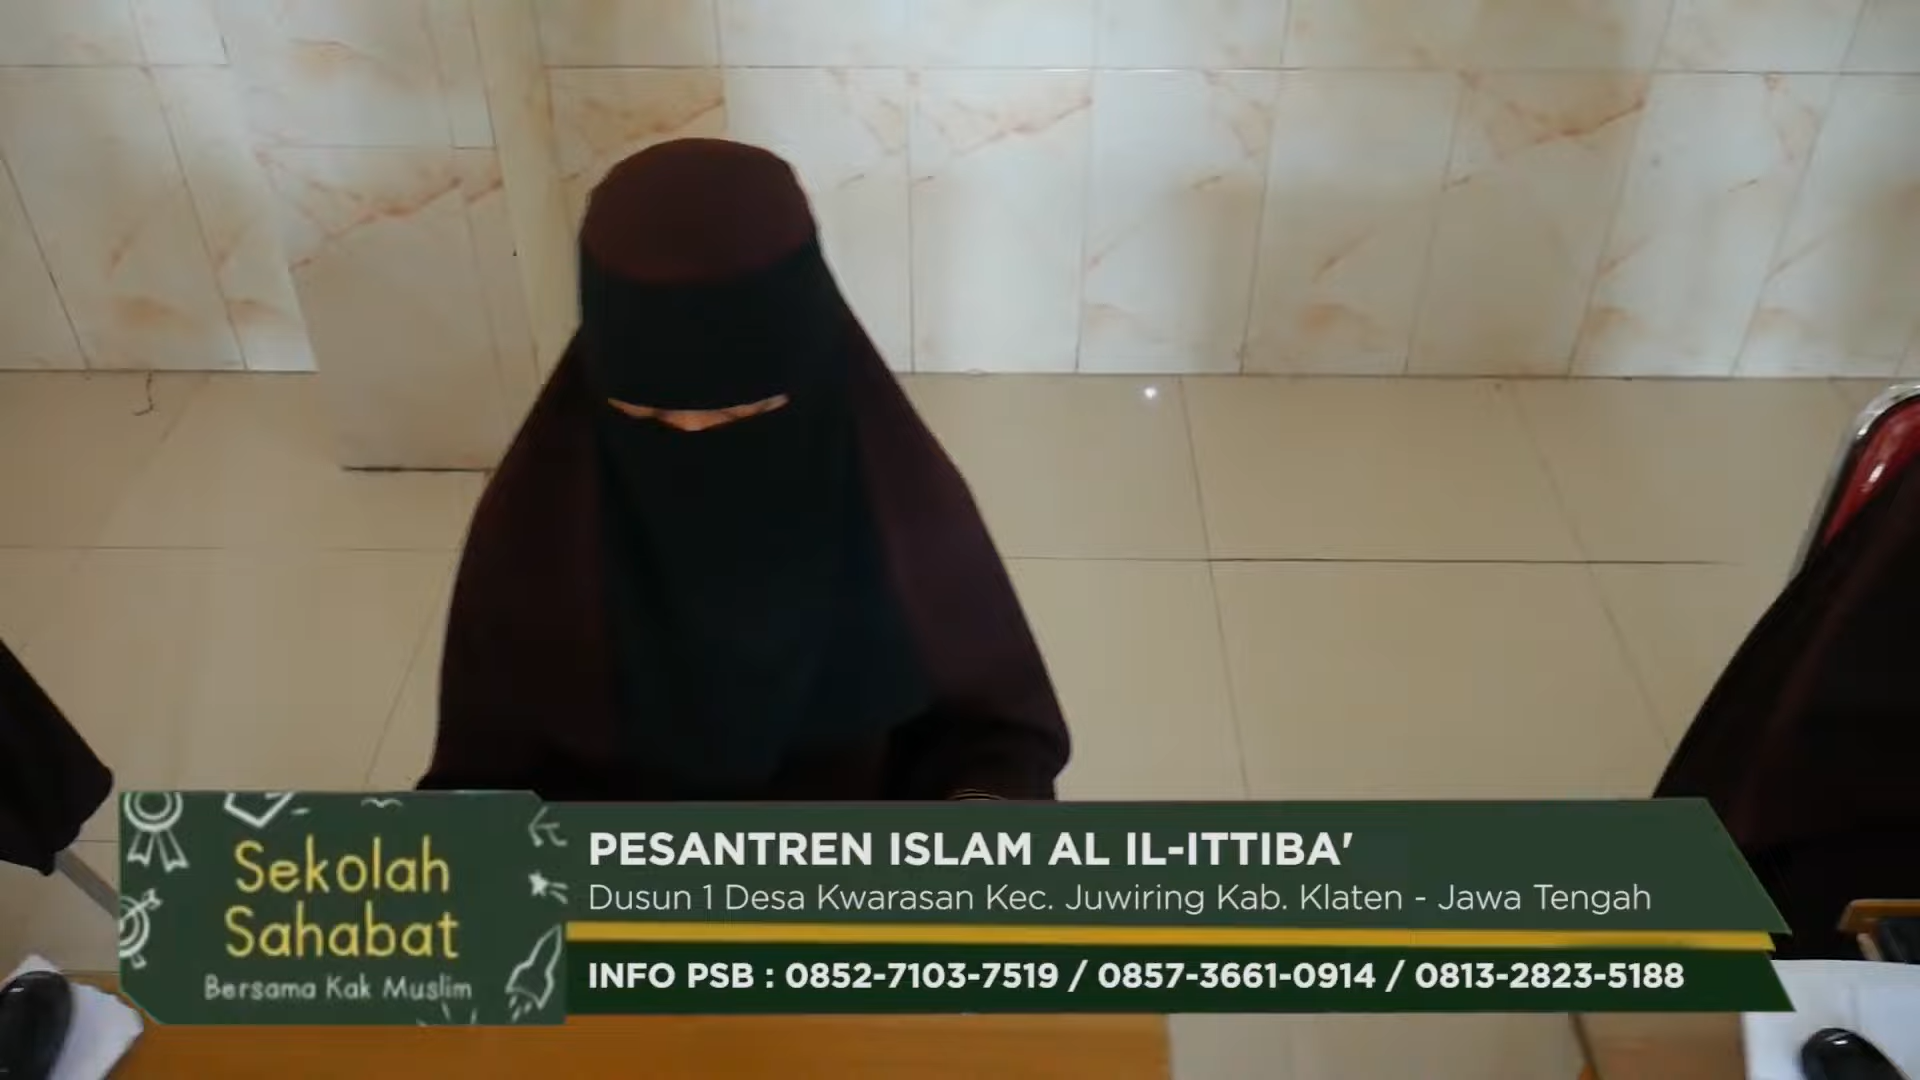 Sekolah
Sahabat
Bersama Kak Muslim
PESANTREN ISLAM AL IL-ITTIBA'
Dusun 1 Desa Kwarasan Kec. Juwiring Kab. Klaten - Jawa Tengah
INFO PSB : 0852-7103-7519 / 0857-3661-0914 / 0813-2823-5188